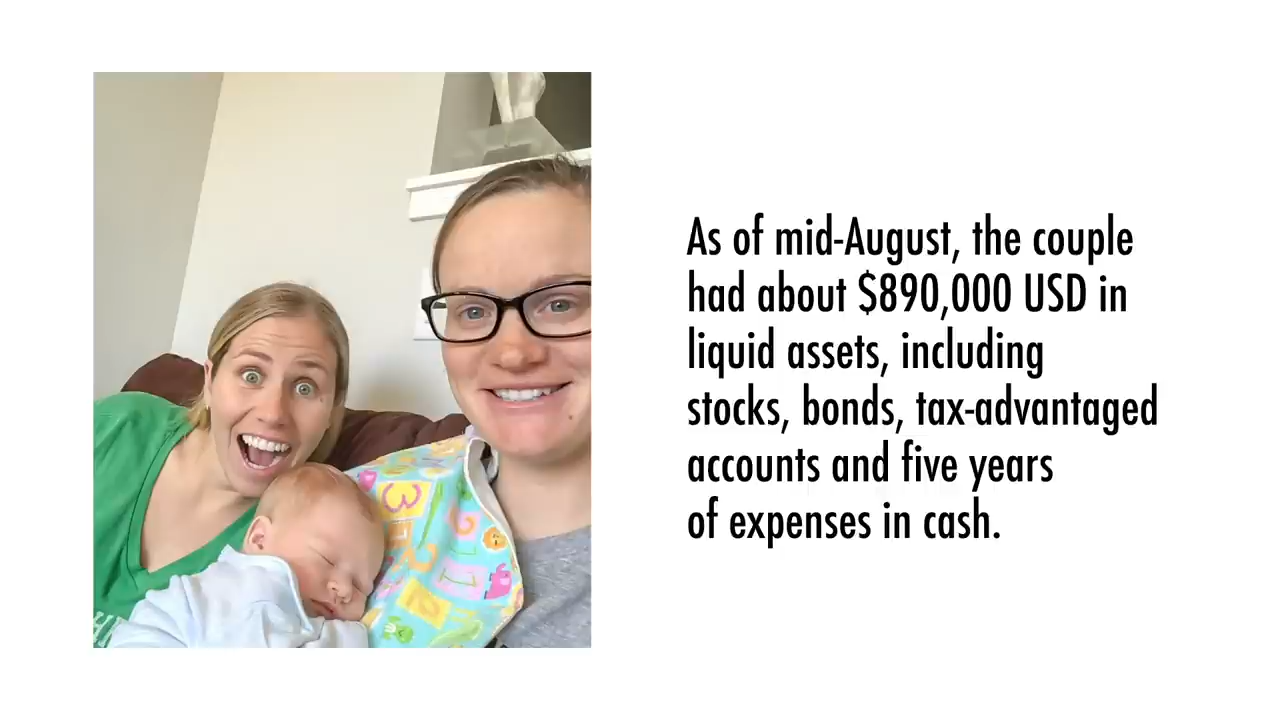 As of mid-August, the couple
had about $890,000 USD in
liquid assets, including
stocks, bonds, tax-advantaged
accounts and five years
of expenses in cash.